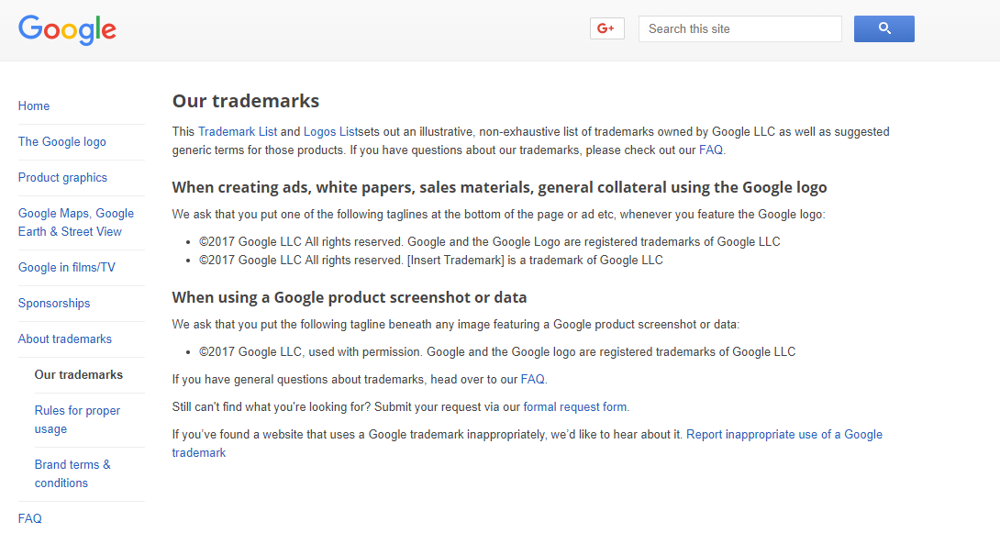 Google
G+
Search this site
Home
The Google logo
Product graphics
Google Maps, Google
Earth & Street View
Google in films/TV
Sponsorships
About trademarks
Our trademarks
Rules for proper
usage
Brand terms &
conditions
FAQ
Our trademarks
This Trademark List and Logos Listsets out an illustrative, non-exhaustive list of trademarks owned by Google LLC as well as suggested
generic terms for those products. If you have questions about our trademarks, please check out our FAQ.
When creating ads, white papers, sales materials, general collateral using the Google logo
We ask that you put one of the following taglines at the bottom of the page or ad etc, whenever you feature the Google logo:
• ©2017 Google LLC All rights reserved. Google and the Google Logo are registered trademarks of Google LLC
• ©2017 Google LLC All rights reserved. [Insert Trademark] is a trademark of Google LLC
When using a Google product screenshot or data
We ask that you put the following tagline beneath any image featuring a Google product screenshot or data:
• ©2017 Google LLC, used with permission. Google and the Google logo are registered trademarks of Google LLC
If you have general questions about trademarks, head over to our FAQ.
Still can't find what you're looking for? Submit your request via our formal request form.
If you've found a website that uses a Google trademark inappropriately, we'd like to hear about it. Report inappropriate use of a Google
trademark